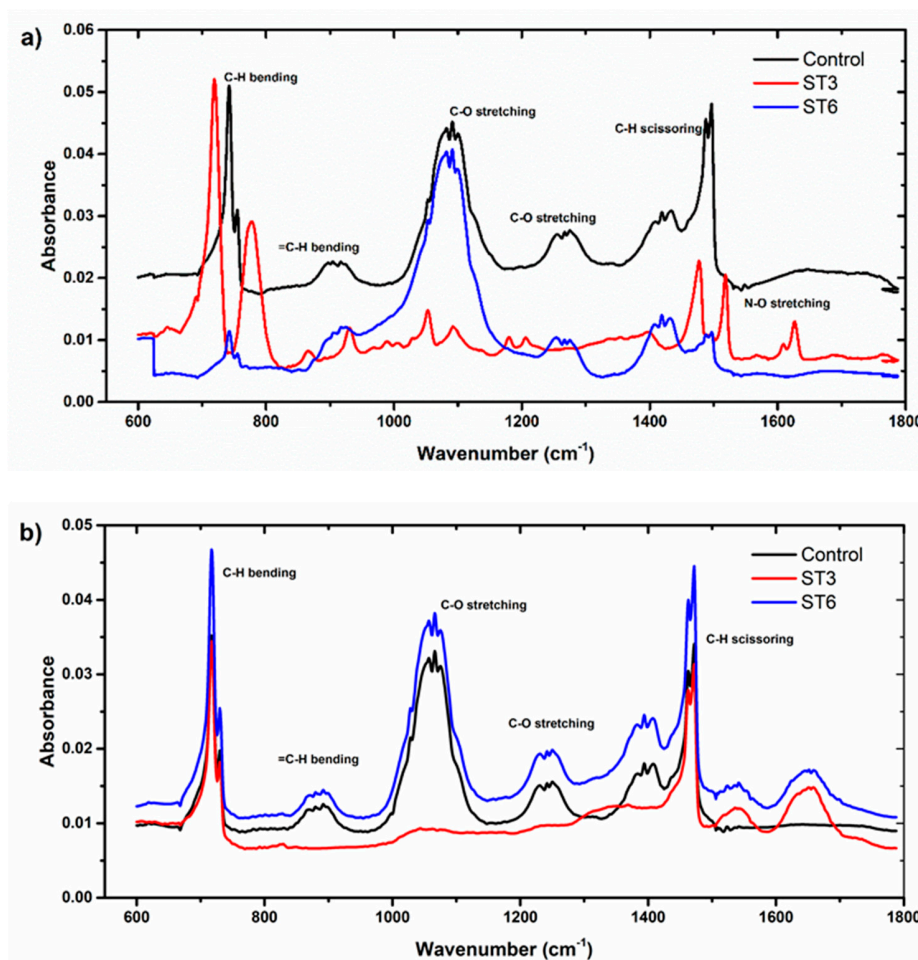 a)
0.06
0.05
0.04
0.03
0.02
0.01
0.00
Absorbance
C-H bending
=C-H bending
C-O stretching
C-O stretching
C-H scissoring
N-O stretching
Control
ST3
ST6
600 800 1000 1200 1400 1600 1800
Wavenumber (cm⁻¹)
b)
0.05
0.04
0.03
0.02
0.01
0.00
Absorbance
C-H bending
=C-H bending
C-O stretching
C-O stretching
C-H scissoring
Control
ST3
ST6
600 800 1000 1200 1400 1600 1800
Wavenumber (cm⁻¹)